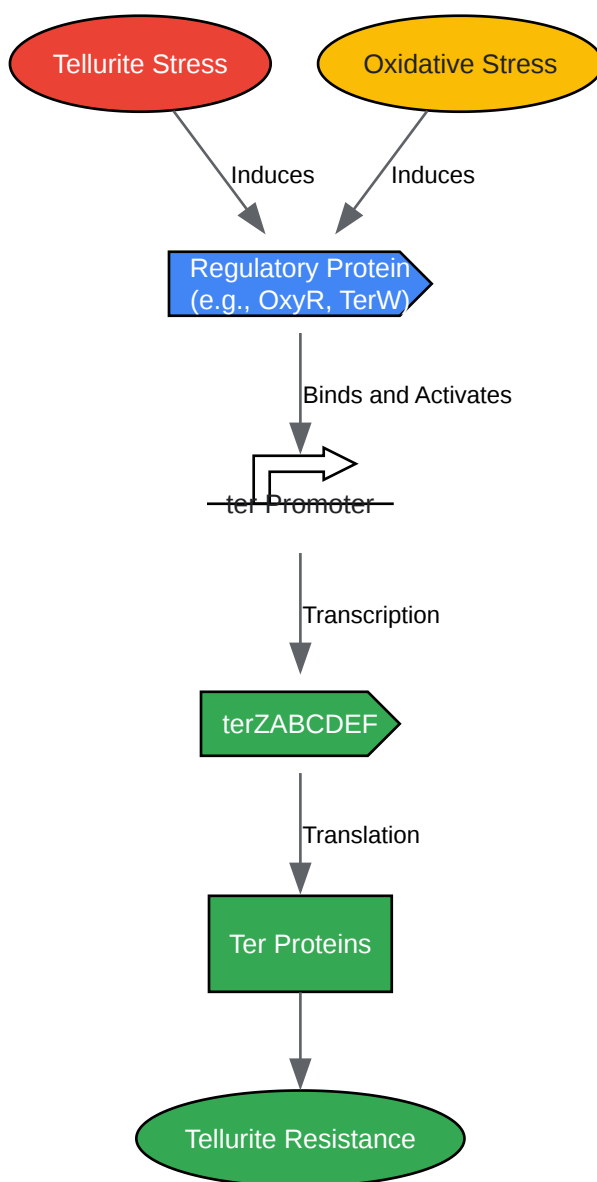 Tellurite Stress
Oxidative Stress
Induces
Induces
Regulatory Protein
(e.g., OxyR, TerW)
Binds and Activates
ter Promoter
Transcription
terZABCDEF
Translation
Ter Proteins
Tellurite Resistance